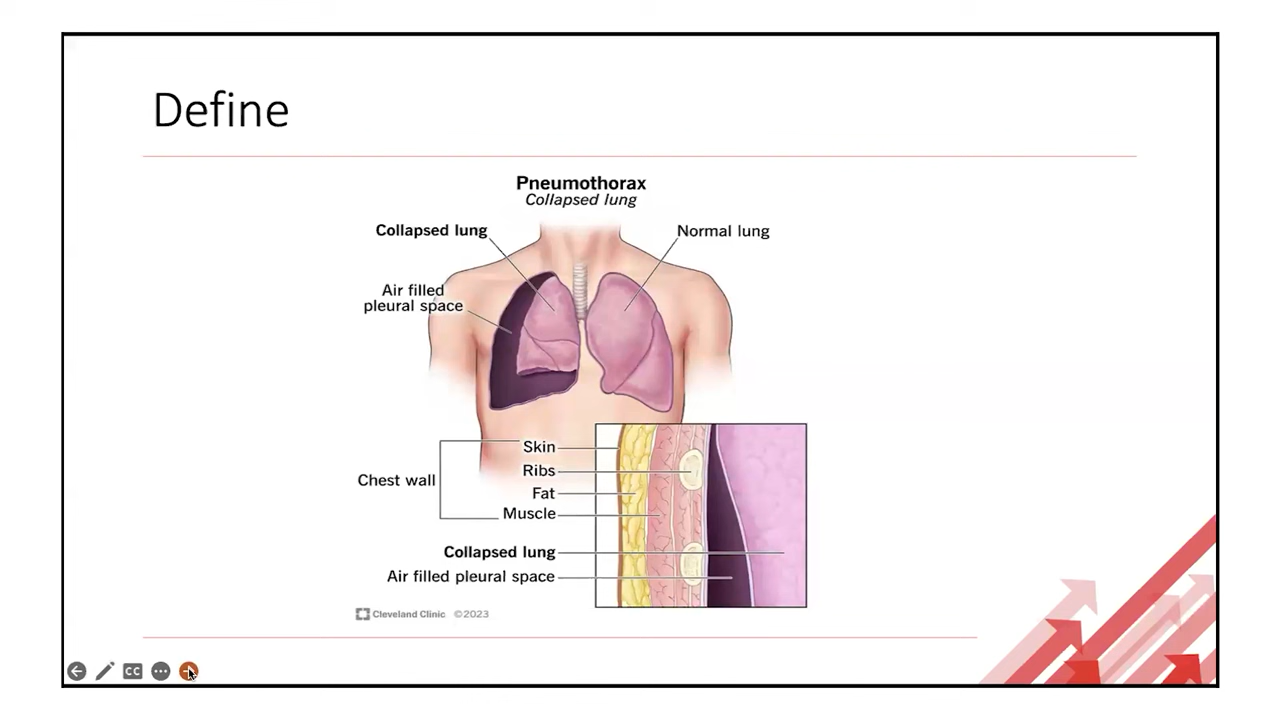 Define
Pneumothorax
Collapsed lung
Collapsed lung
Normal lung
Air filled
pleural space
Skin
Ribs
Fat
Muscle
Chest wall
Collapsed lung
Air filled pleural space
Cleveland Clinic ©2023
CC